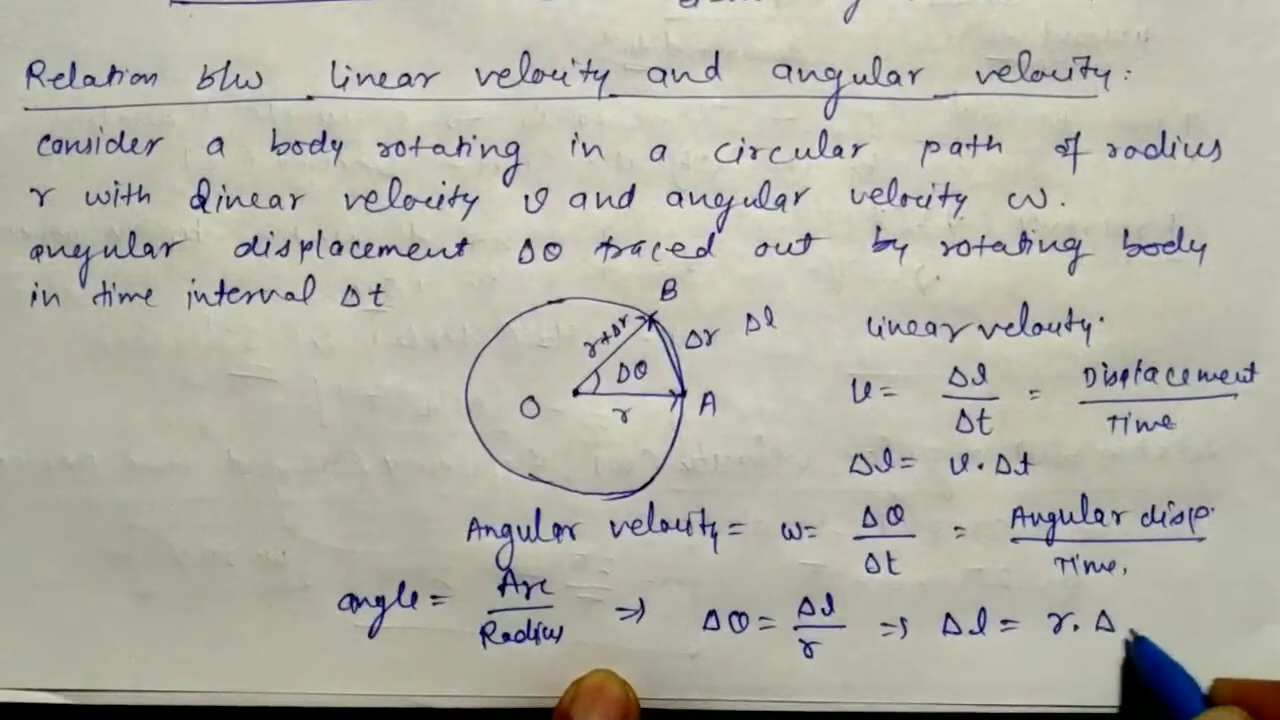 Relation b/w linear velocity and angular velocity:
consider a body rotating in a circular path of radius
r with linear velocity v and angular velocity ω.
angular displacement Δθ traced out by rotating body
in time interval Δt
B
r+Δr
Δr Δl
Δθ
O
r
A
linear velocity.
v = Δl/Δt = Displacement/Time
Δl = v.Δt
Angular velocity = ω = Δθ/Δt = Angular disp./Time.
angle = Arc/Radius ⇒ Δθ = Δl/r ⇒ Δl = r. Δ